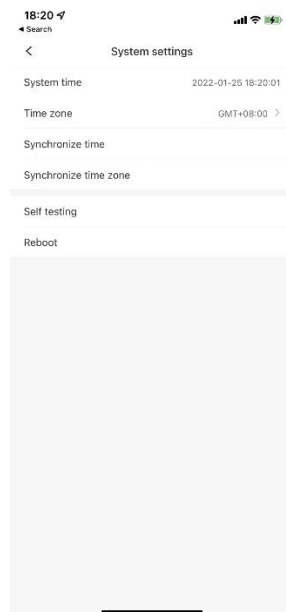 18:20
Search
System settings
System time 2022-01-25 18:20:01
Time zone GMT+08:00
Synchronize time
Synchronize time zone
Self testing
Reboot